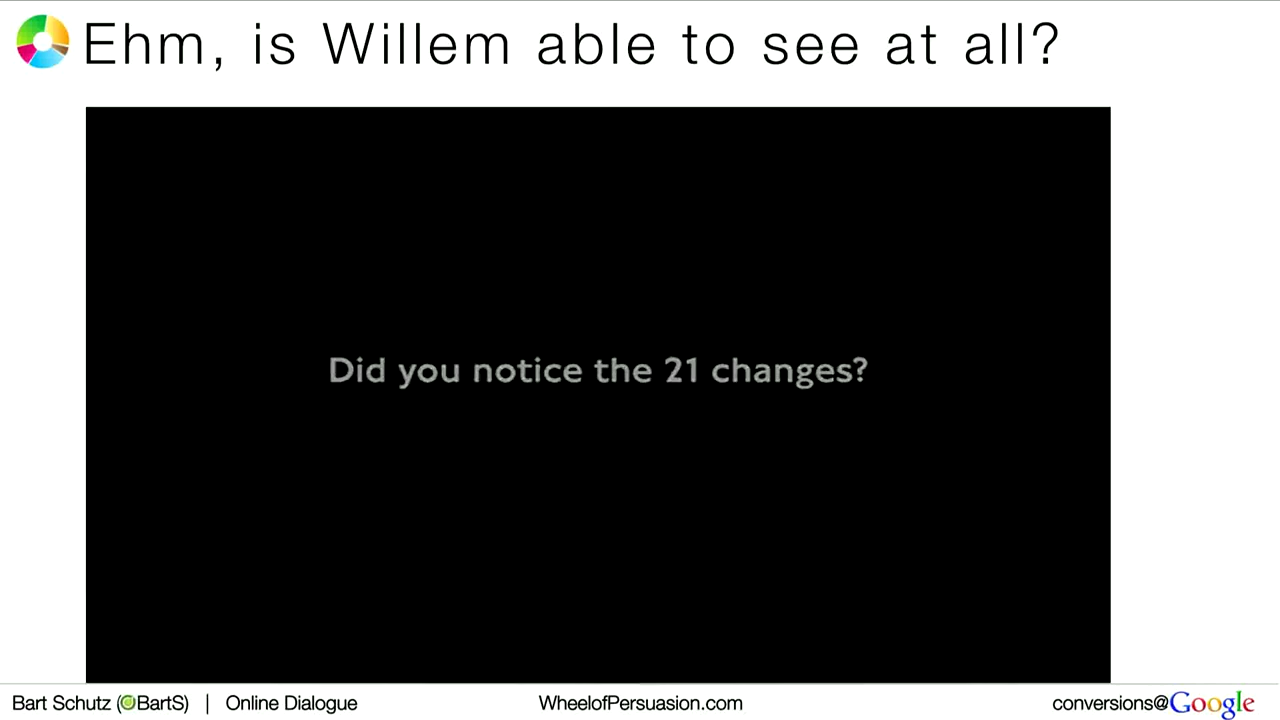 Ehm, is Willem able to see at all?
Did you notice the 21 changes?
Bart Schutz (@BartS) | Online Dialogue
WheelofPersuasion.com
conversions@Google